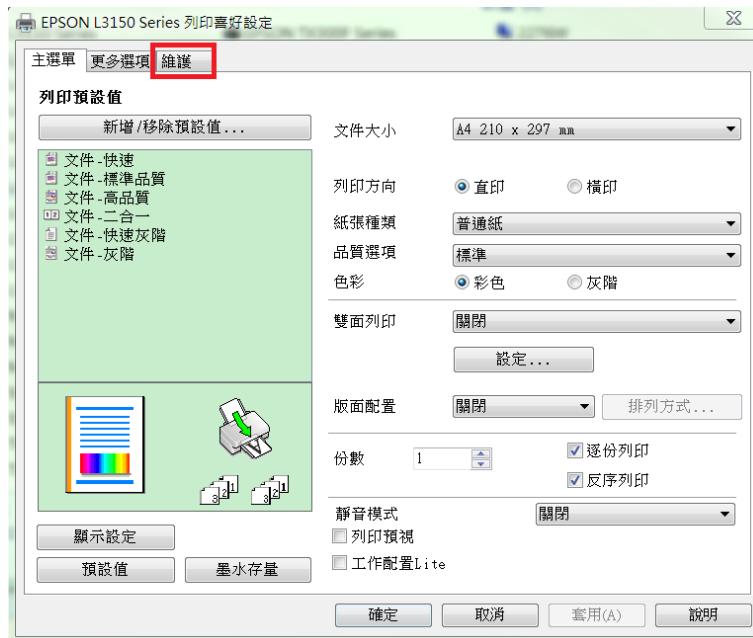 EPSON L3150 Series 列印喜好設定
主選單 更多選項 維護
列印預設值
新增/移除預設值...
文件-快速
文件-標準品質
文件-高品質
文件-二合一
文件-快速灰階
文件-灰階
顯示設定
預設值 墨水存量
文件大小 A4 210 x 297 mm
列印方向 直印 橫印
紙張種類 普通紙
品質選項 標準
色彩 彩色 灰階
雙面列印 關閉
設定...
版面配置 關閉 排列方式...
份數 1 逐份列印
反序列印
靜音模式 關閉
列印預視
工作配置Lite
確定 取消 套用(A) 說明